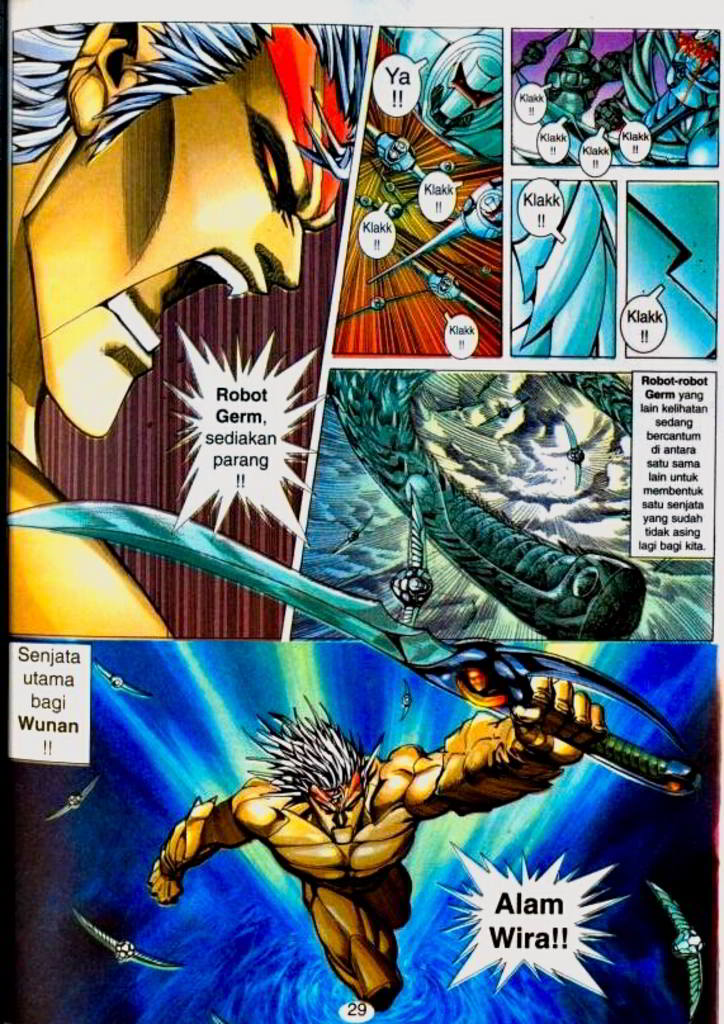 Robot
Germ,
sediakan
parang
!!
Ya
!!
Klakk
!!
Klakk
!!
Klakk
!!
Klakk
!!
Klakk
!!
Klakk
!!
Klakk
!!
Klakk
!!
Klakk
!!
Robot-robot
Germ yang
lain kelihatan
sedang
bercantum
di antara
satu sama
lain untuk
membentuk
satu senjata
yang sudah
tidak asing
lagi bagi kita.
Senjata
utama
bagi
Wunan
!!
Alam
Wira!!
29